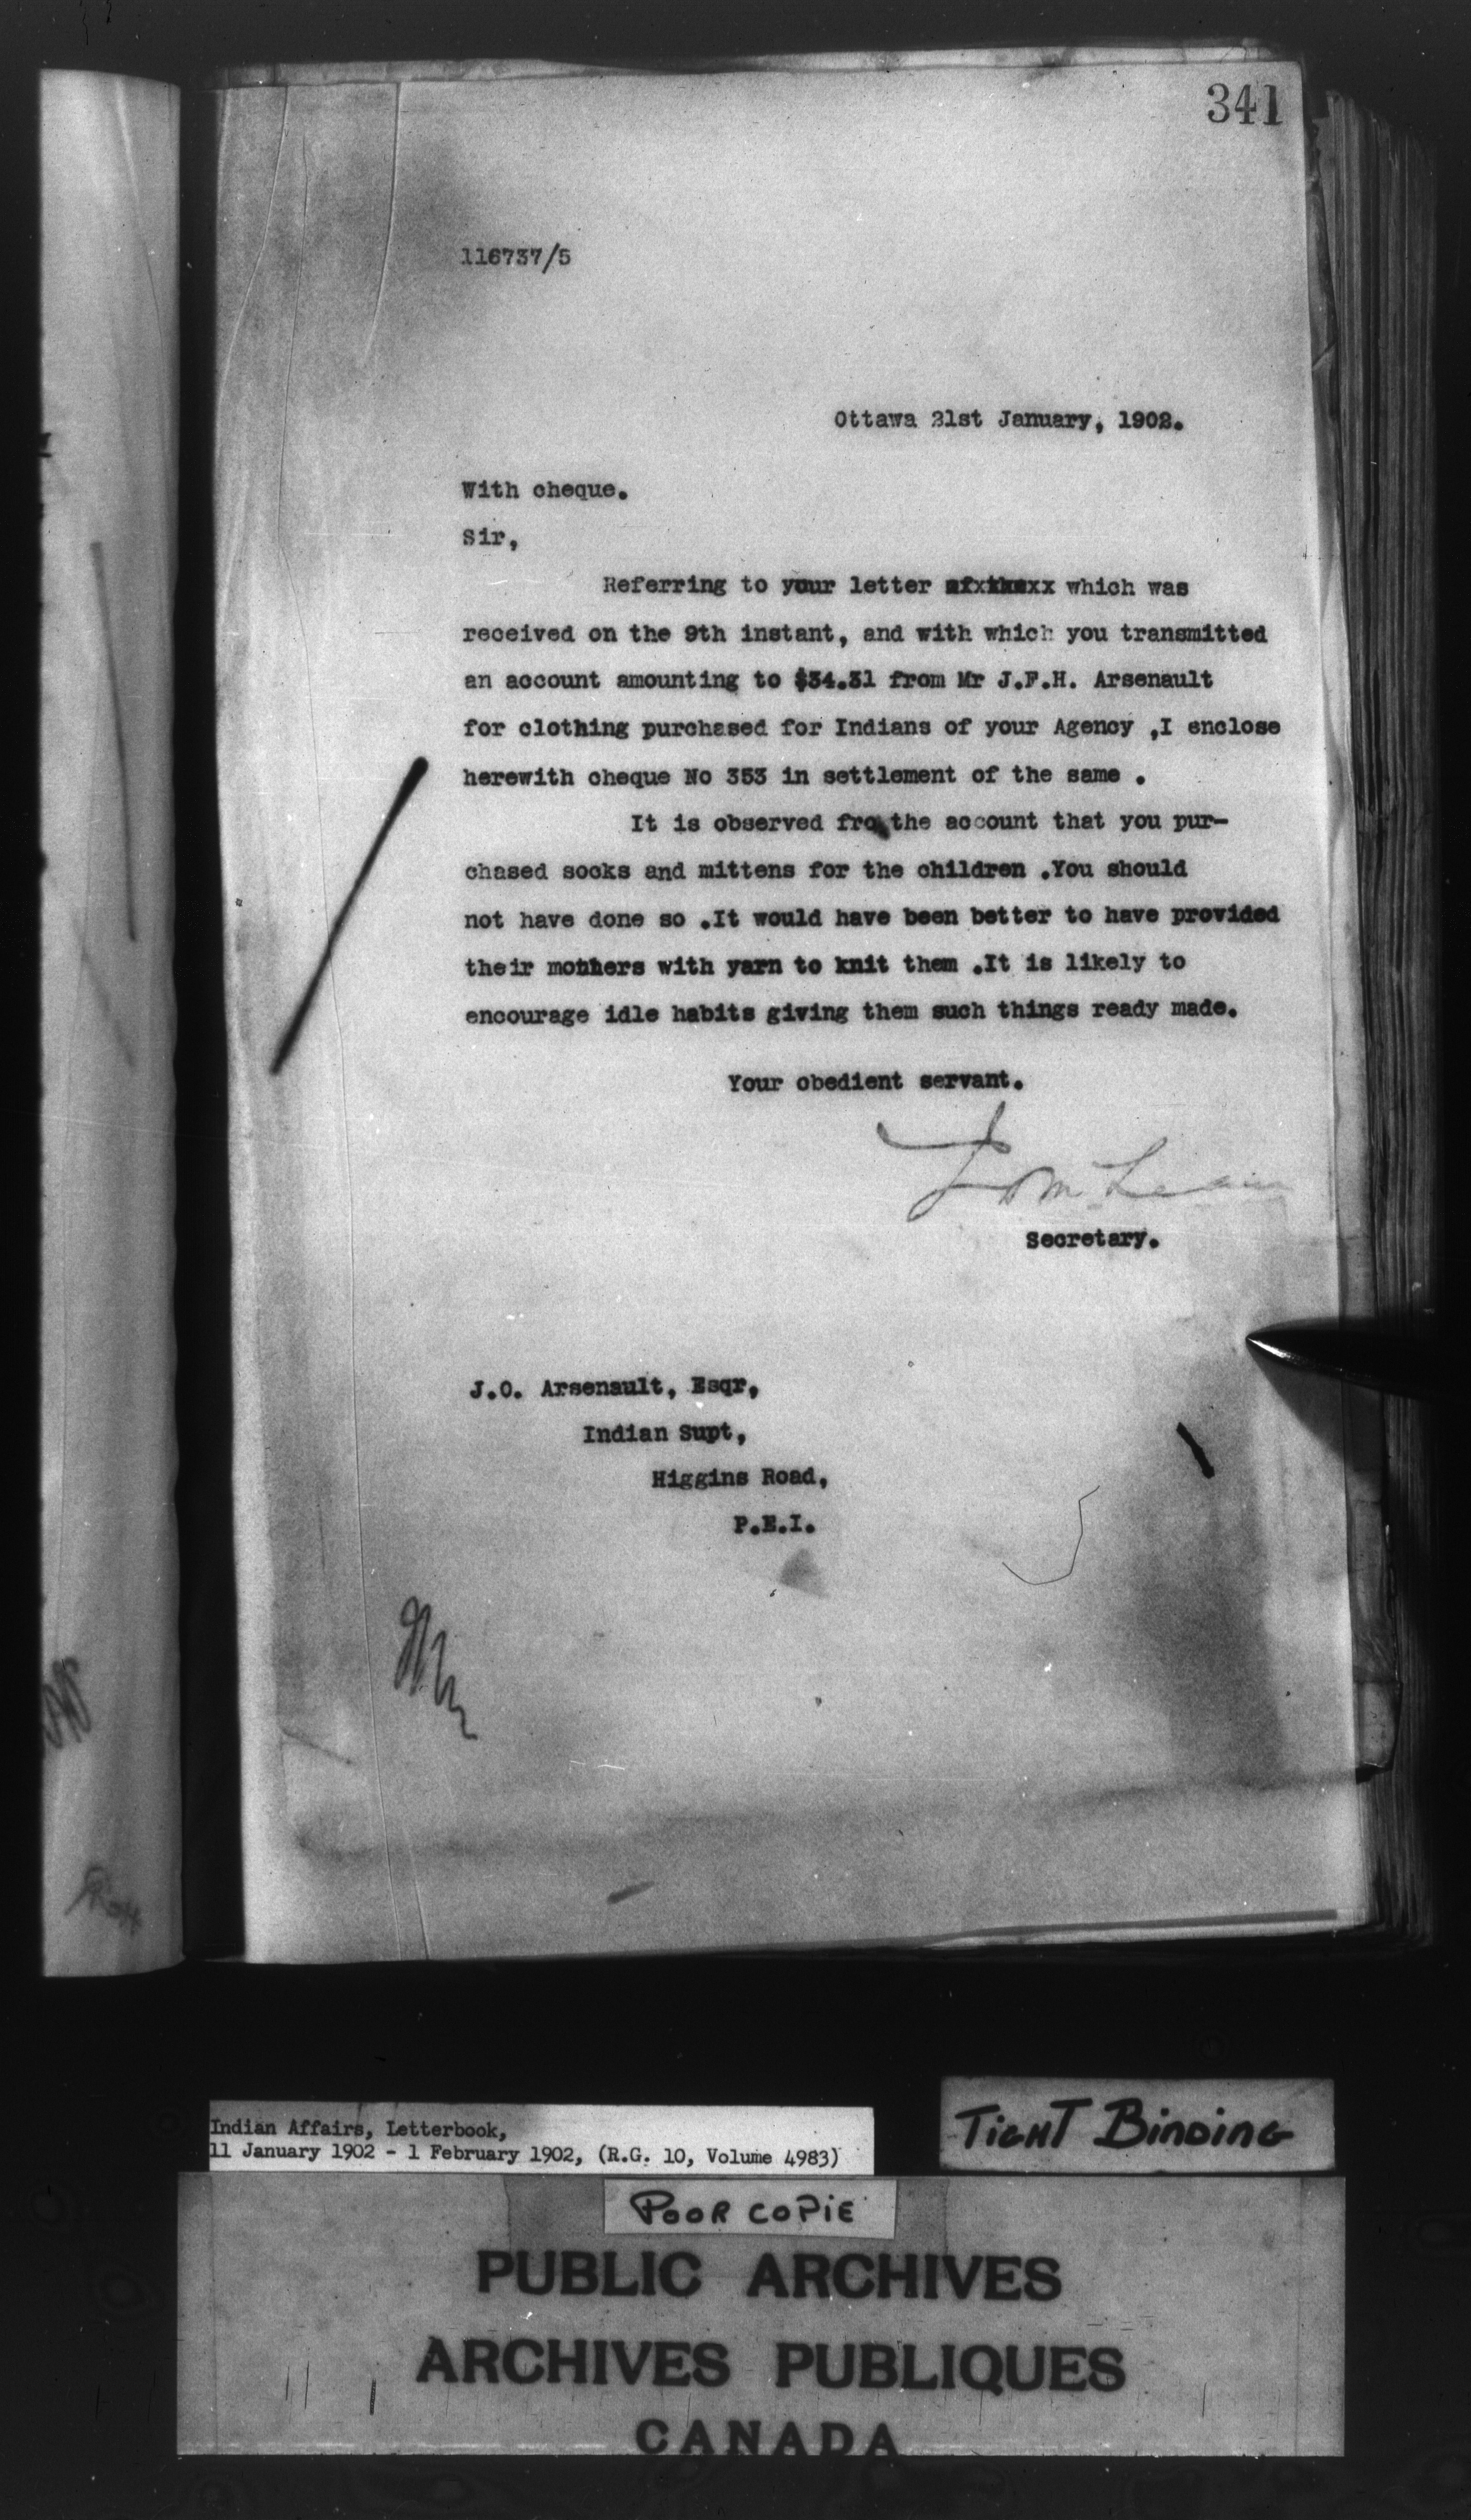 341
116737/5
Ottawa 21st January, 1902.
With cheque.
Sir,
Referring to your letter which was
received on the 9th instant, and with which you transmitted
an account amounting to $34.31 from Mr J.F.H. Arsenault
for clothing purchased for Indians of your Agency ,I enclose
herewith cheque No 353 in settlement of the same .
It is observed fro the account that you pur-
chased socks and mittens for the children .You should
not have done so .It would have been better to have provided
their mothers with yarn to knit them .It is likely to
encourage idle habits giving them such things ready made.
Your obedient servant.
Secretary.
J.O. Arsenault, Esqr,
Indian Supt,
Higgins Road,
P.E.I.
Indian Affairs, Letterbook,
11 January 1902 - 1 February 1902, (R.G. 10, Volume 4983)
TIGHT BINDING
POOR COPIE
PUBLIC ARCHIVES
ARCHIVES PUBLIQUES
CANADA